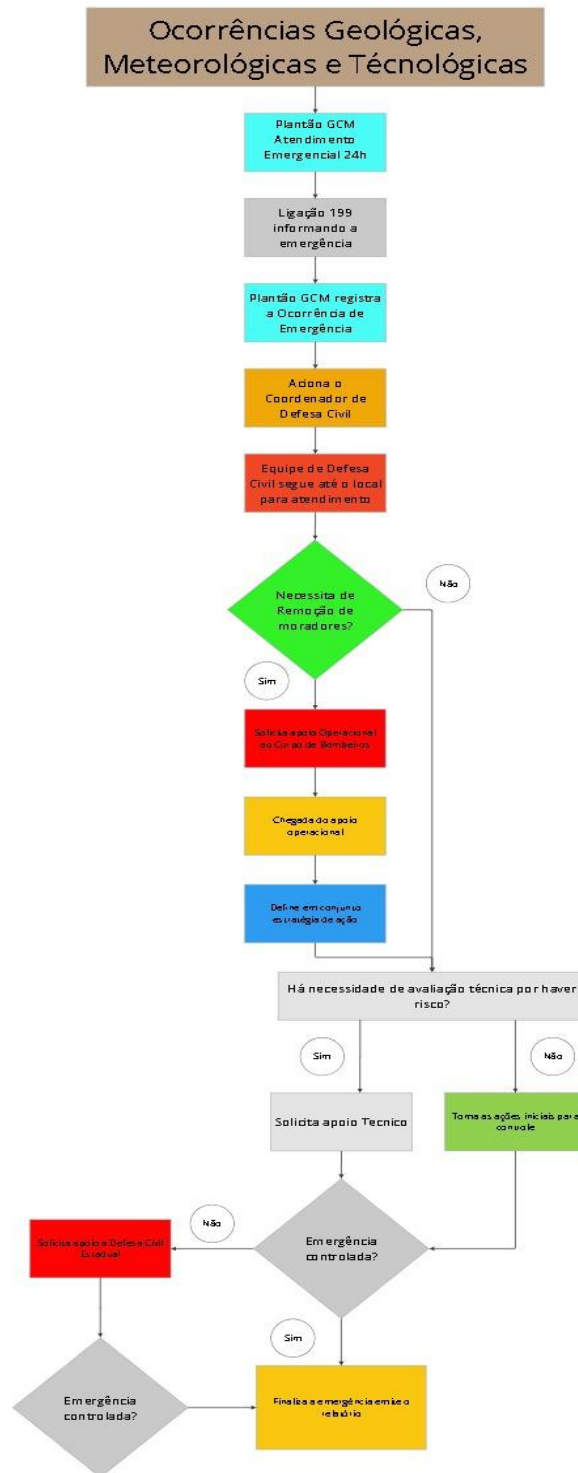 Ocorrências Geológicas,
Meteorológicas e Técnológicas
Plantão GCM
Atendimento
Emergencial 24h
Ligação 199
informando a
emergência
Plantão GCM registra
a Ocorrência de
Emergência
Aciona o
Coordenador de
Defesa Civil
Equipe de Defesa
Civil segue até o local
para atendimento
Necessita de
Remoção de
moradores?
Não
Sim
Solicita apoio Operacional
ao Corpo de Bombeiros
Chegada do apoio
operacional
Define em conjunto
estratégia de ação
Há necessidade de avaliação técnica por haver
risco?
Sim
Não
Solicita apoio Tecnico
Toma as ações iniciais para
controle
Emergência
controlada?
Não
Solicita apoio a Defesa Civil
Estadual
Sim
Emergência
controlada?
Finaliza a emergência emite o
relatório